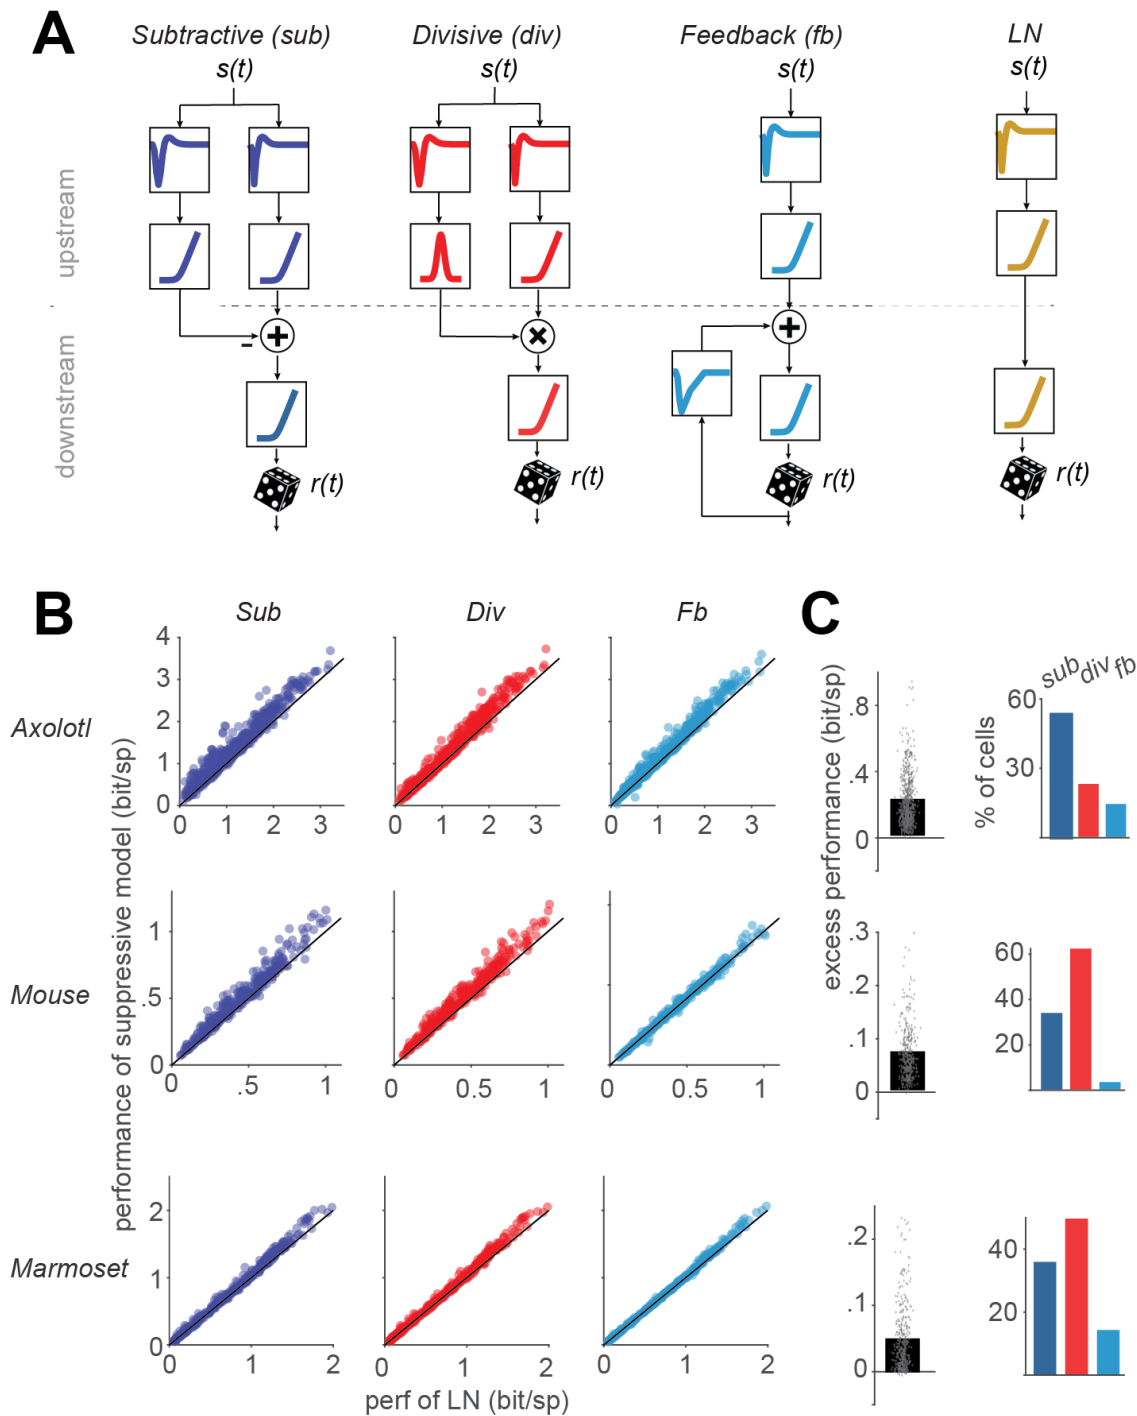 A
Subtractive (sub)
Divisive (div)
Feedback (fb)
LN
s(t)
s(t)
s(t)
s(t)
upstream
downstream
–
+
×
+
r(t)
r(t)
r(t)
r(t)
B
Sub
Div
Fb
performance of suppressive model (bit/sp)
Axolotl
4
3
2
1
0
0
1
2
3
0
1
2
3
0
1
2
3
Mouse
1
.5
0
0
.5
1
0
0.5
1
0
0.5
1
Marmoset
2
1
0
0
1
2
0
1
2
0
1
2
perf of LN (bit/sp)
C
excess performance (bit/sp)
.8
.4
0
% of cells
sub
div
fb
60
30
.3
.2
.1
0
60
40
20
.2
.1
0
40
20